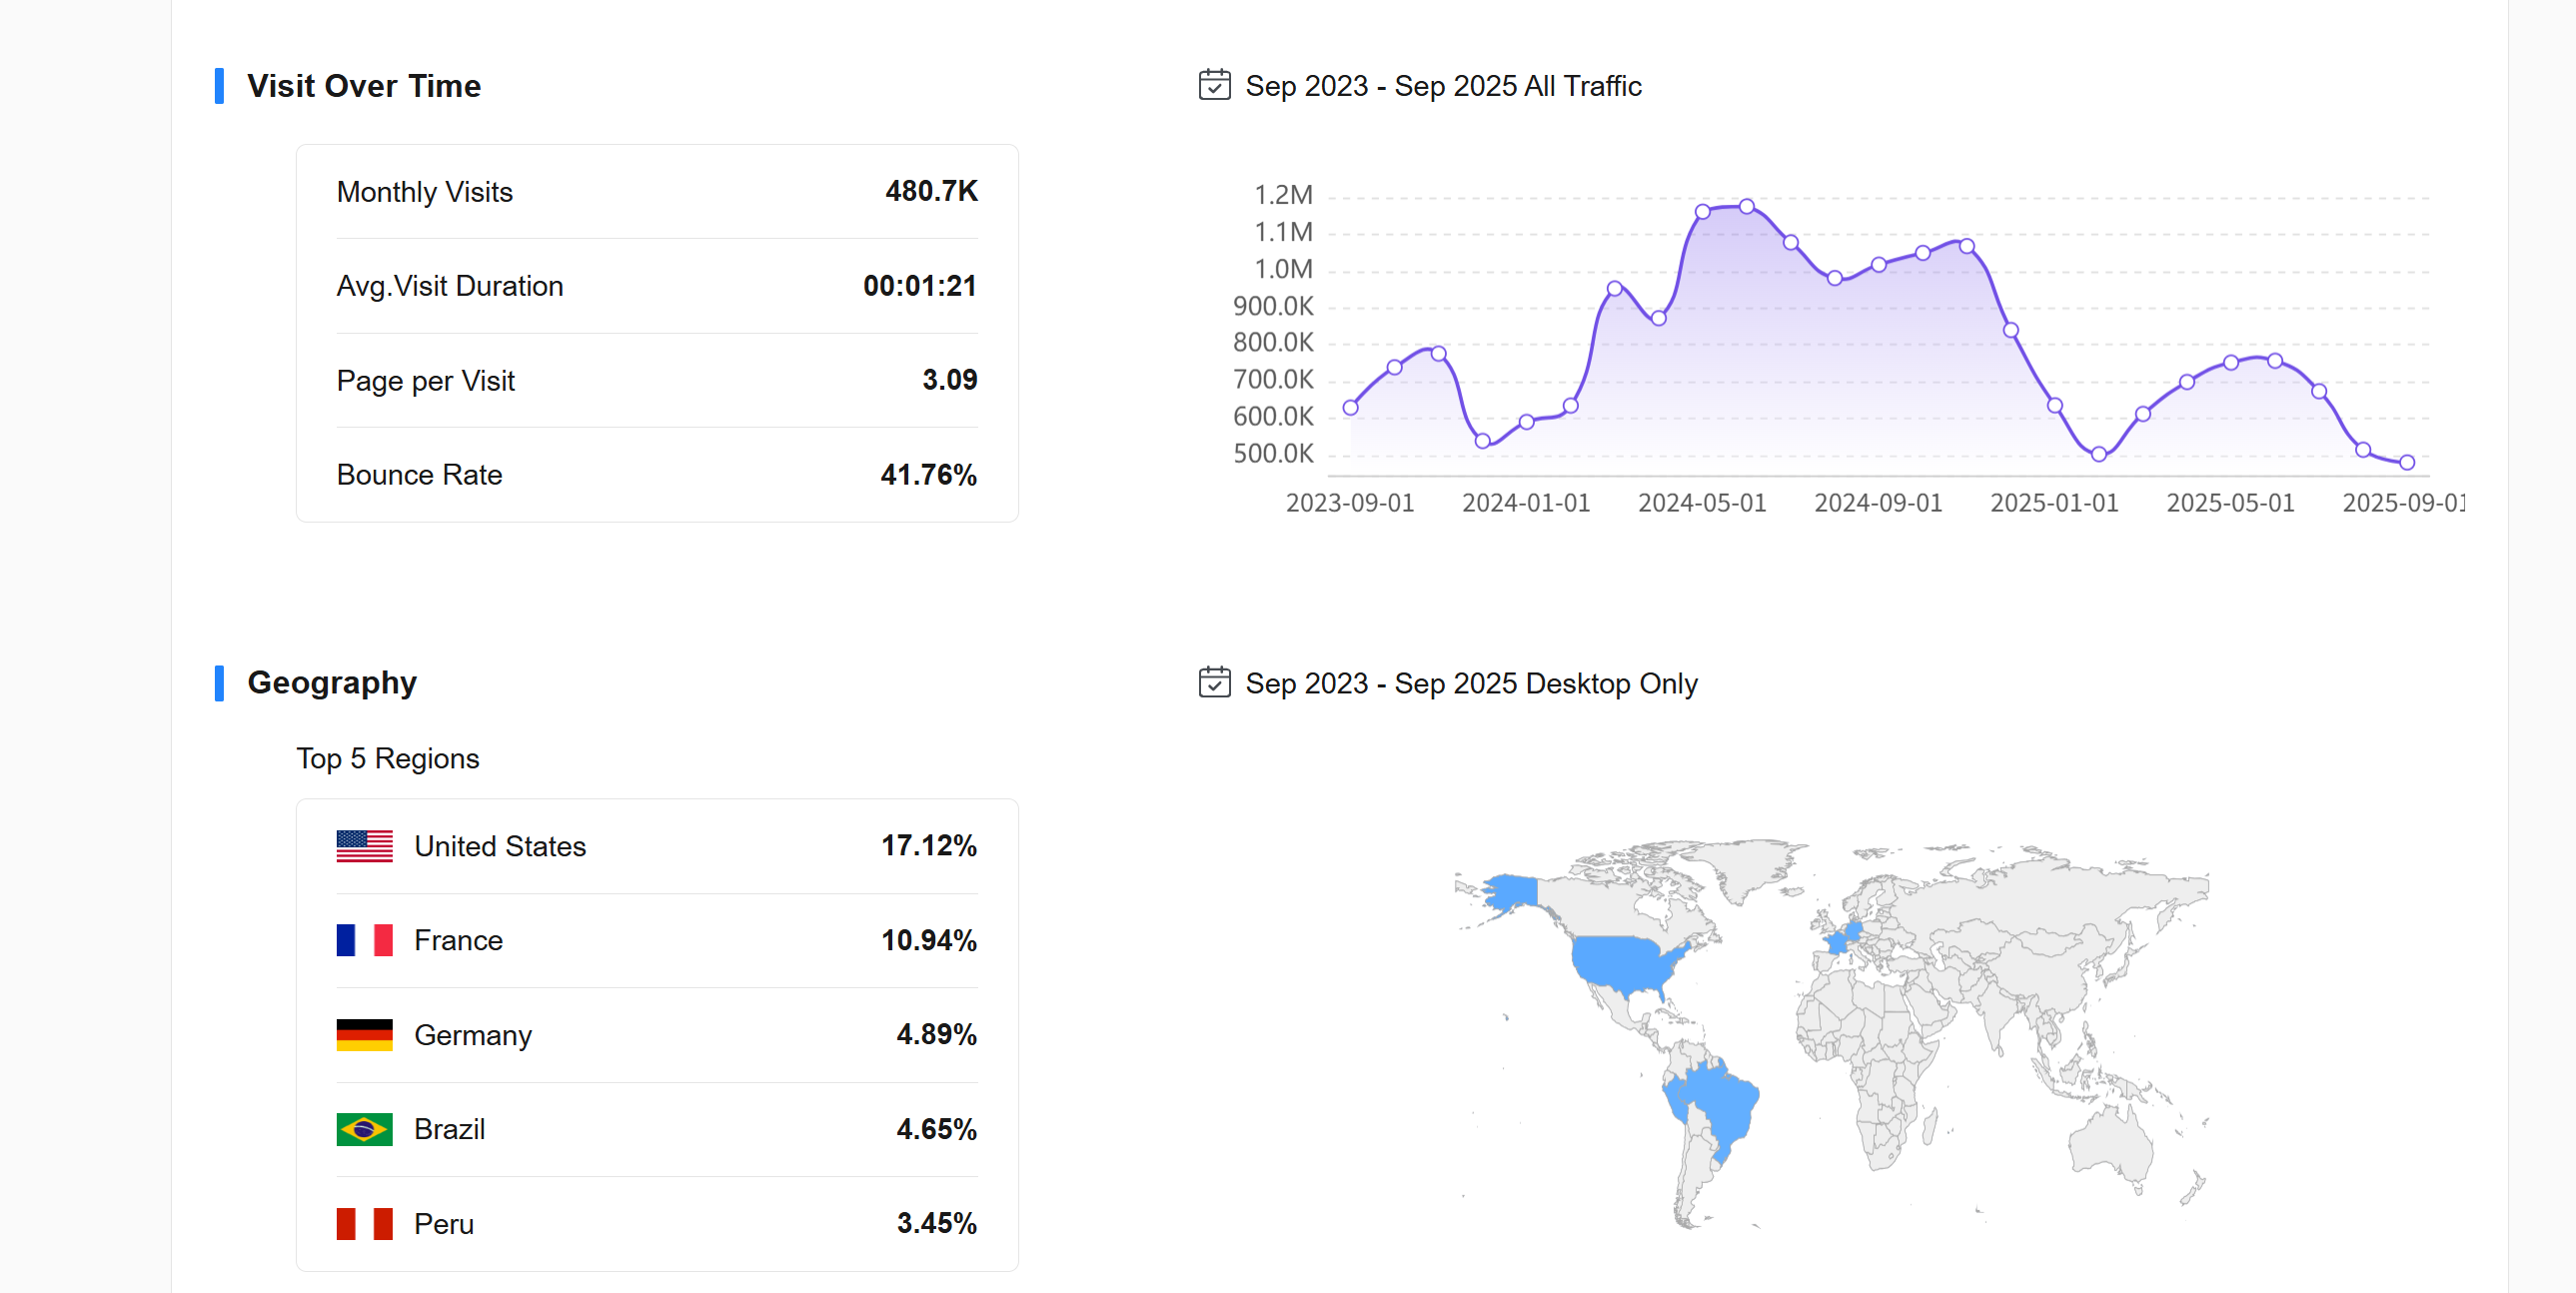 Visit Over Time
Monthly Visits 480.7K
Avg.Visit Duration 00:01:21
Page per Visit 3.09
Bounce Rate 41.76%
Sep 2023 - Sep 2025 All Traffic
1.2M
1.1M
1.0M
900.0K
800.0K
700.0K
600.0K
500.0K
2023-09-01 2024-01-01 2024-05-01 2024-09-01 2025-01-01 2025-05-01 2025-09-01
Geography
Top 5 Regions
United States 17.12%
France 10.94%
Germany 4.89%
Brazil 4.65%
Peru 3.45%
Sep 2023 - Sep 2025 Desktop Only